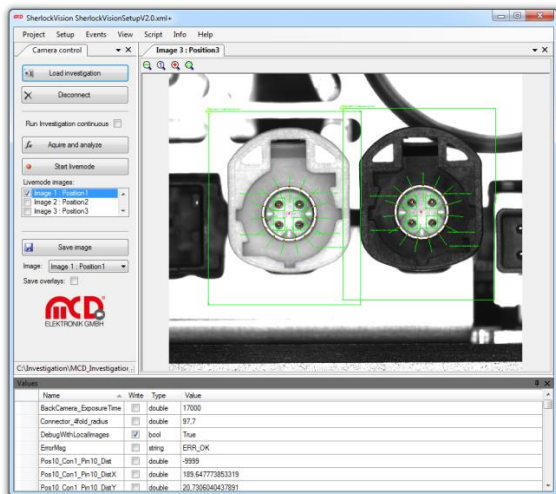 MCD SherlockVision SherlockVisionSetupV2.0.xml+
Project Setup Events View Script Info Help
Camera control
Image 3 : Position3
Load investigation
Disconnect
Run Investigation continuous
fx Aquire and analyze
Start livemode
Livemode images:
Image 1 : Position1
Image 2 : Position2
Image 3 : Position3
Save image
Image: Image 1 : Position1
Save overlays:
MCD
ELEKTRONIK GMBH
C:\Investigation\MCD_Investigation
Values
Name Write Type Value
BackCamera_ExposureTime double 17000
Connector_4fold_radius double 97,7
DebugWithLocalImages bool True
ErrorMsg string ERR_OK
Pos10_Con1_Pin10_Dist double -9999
Pos10_Con1_Pin10_DistX double 189.647773853319
Pos10_Con1_Pin10_DistY double 20.7306040437891